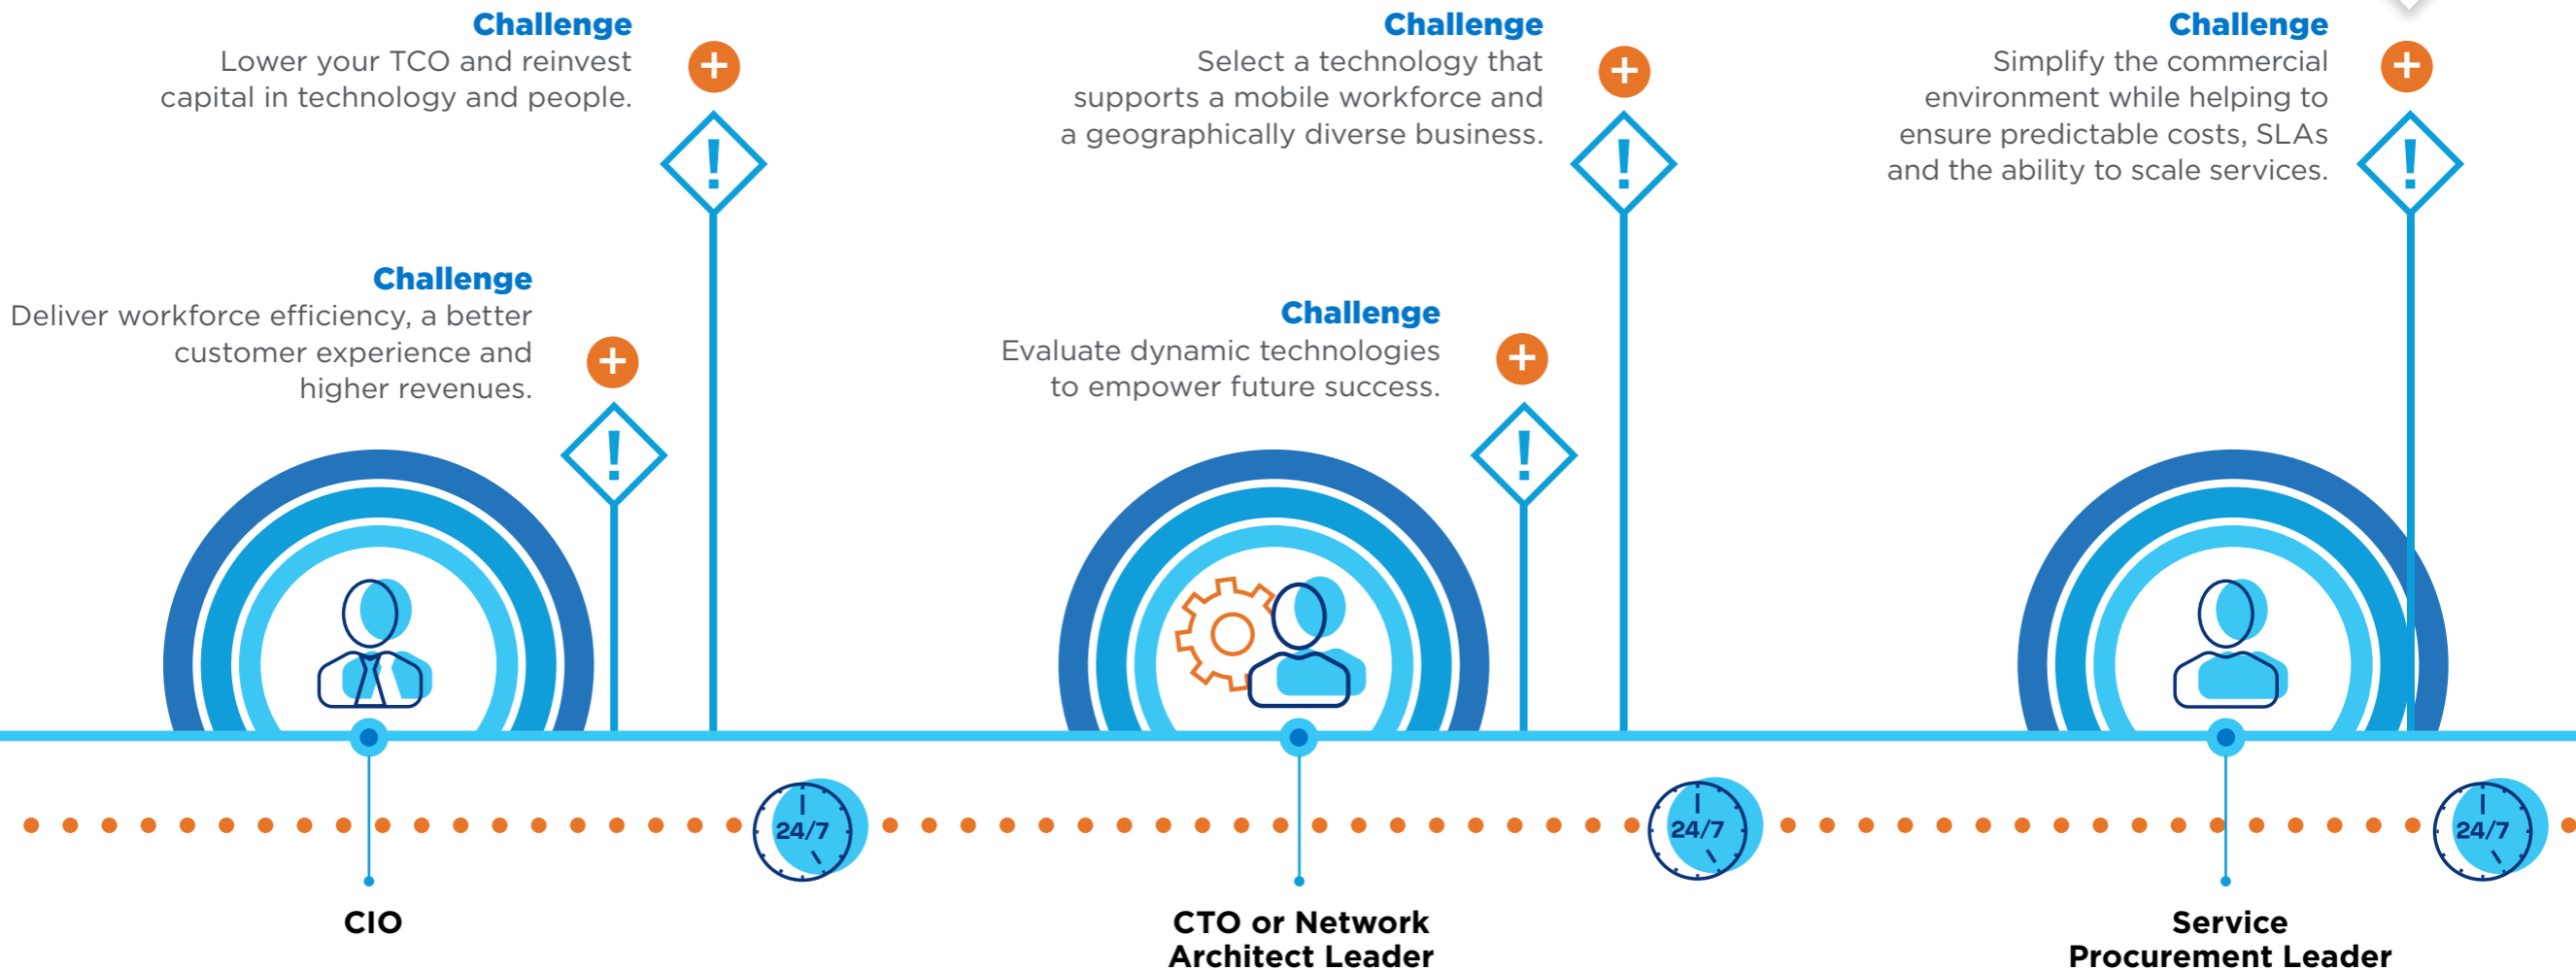 Challenge
Lower your TCO and reinvest
capital in technology and people.
Challenge
Deliver workforce efficiency, a better
customer experience and
higher revenues.
Challenge
Select a technology that
supports a mobile workforce and
a geographically diverse business.
Challenge
Evaluate dynamic technologies
to empower future success.
Challenge
Simplify the commercial
environment while helping to
ensure predictable costs, SLAs
and the ability to scale services.
24/7
24/7
24/7
CIO
CTO or Network
Architect Leader
Service
Procurement Leader